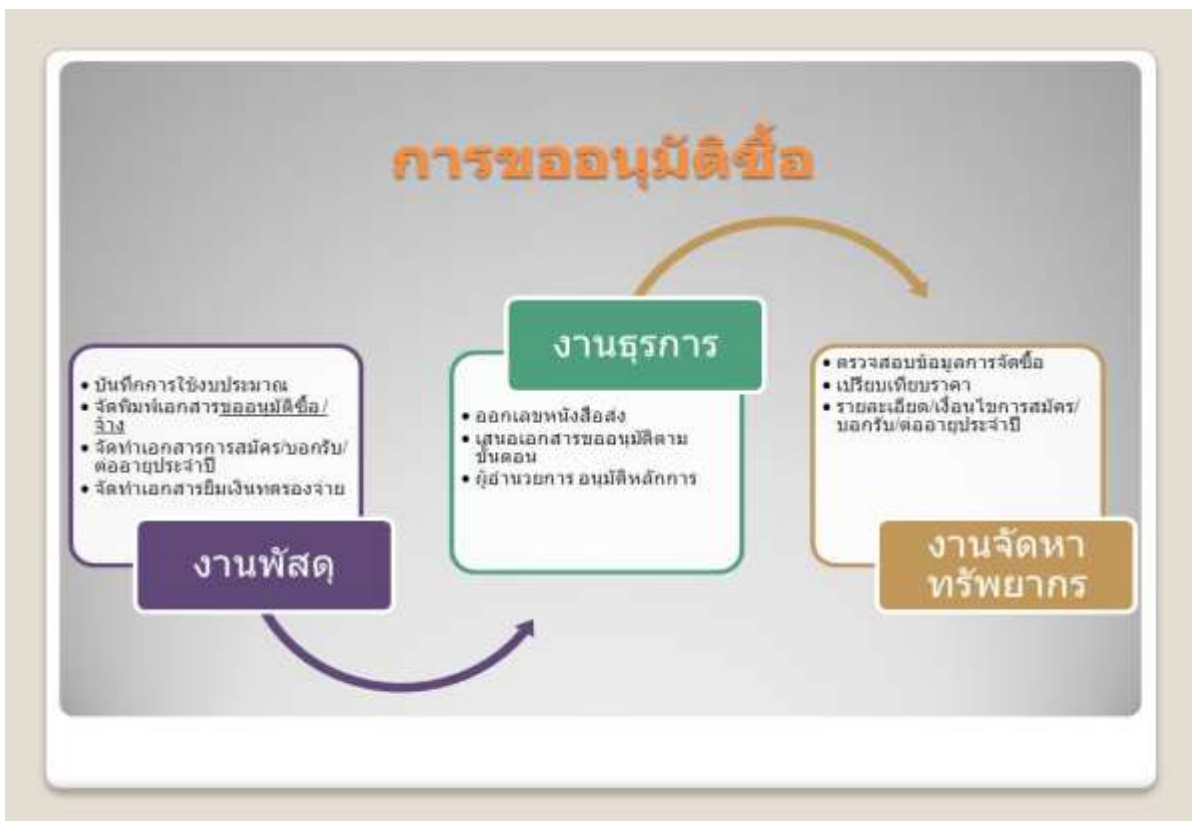 การขออนุมัติซื้อ
• บันทึกการใช้งบประมาณ
• จัดพิมพ์เอกสารขออนุมัติซื้อ/
จ้าง
• จัดทำเอกสารการสมัคร/บอกรับ/
ต่ออายุประจำปี
• จัดทำเอกสารยืมเงินทดรองจ่าย
งานพัสดุ
งานธุรการ
• ออกเลขหนังสือส่ง
• เสนอเอกสารขออนุมัติตาม
ขั้นตอน
• ผู้อำนวยการ อนุมัติหลักการ
• ตรวจสอบข้อมูลการจัดซื้อ
• เปรียบเทียบราคา
• รายละเอียด/เงื่อนไขการสมัคร/
บอกรับ/ต่ออายุประจำปี
งานจัดหา
ทรัพยากร